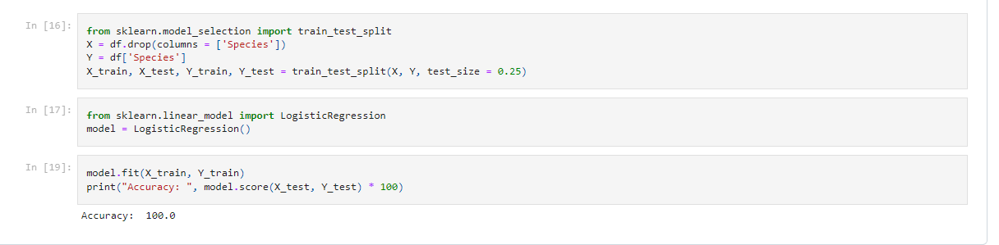 In [16]:
from sklearn.model_selection import train_test_split
X = df.drop(columns = ['Species'])
Y = df['Species']
X_train, X_test, Y_train, Y_test = train_test_split(X, Y, test_size = 0.25)
In [17]:
from sklearn.linear_model import LogisticRegression
model = LogisticRegression()
In [19]:
model.fit(X_train, Y_train)
print("Accuracy: ", model.score(X_test, Y_test) * 100)
Accuracy:  100.0